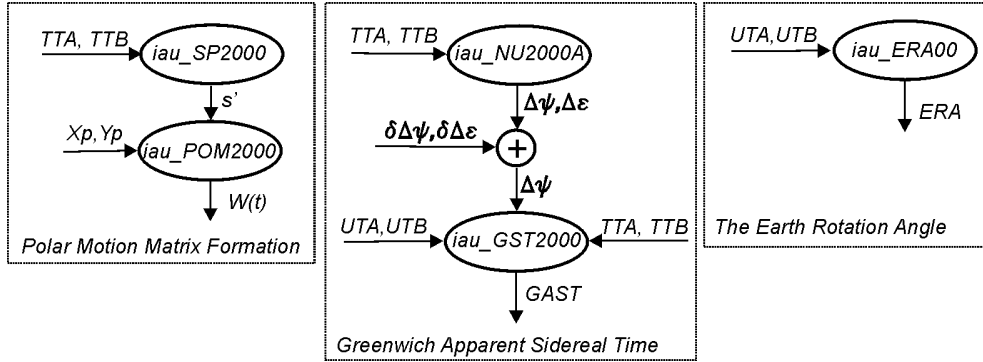 TTA, TTB
iau_SP2000
s'
Xp,Yp
iau_POM2000
W(t)
Polar Motion Matrix Formation
TTA, TTB
iau_NU2000A
Δψ,Δε
δΔψ,δΔε
+
Δψ
UTA,UTB
iau_GST2000
TTA, TTB
GAST
Greenwich Apparent Sidereal Time
UTA,UTB
iau_ERA00
ERA
The Earth Rotation Angle